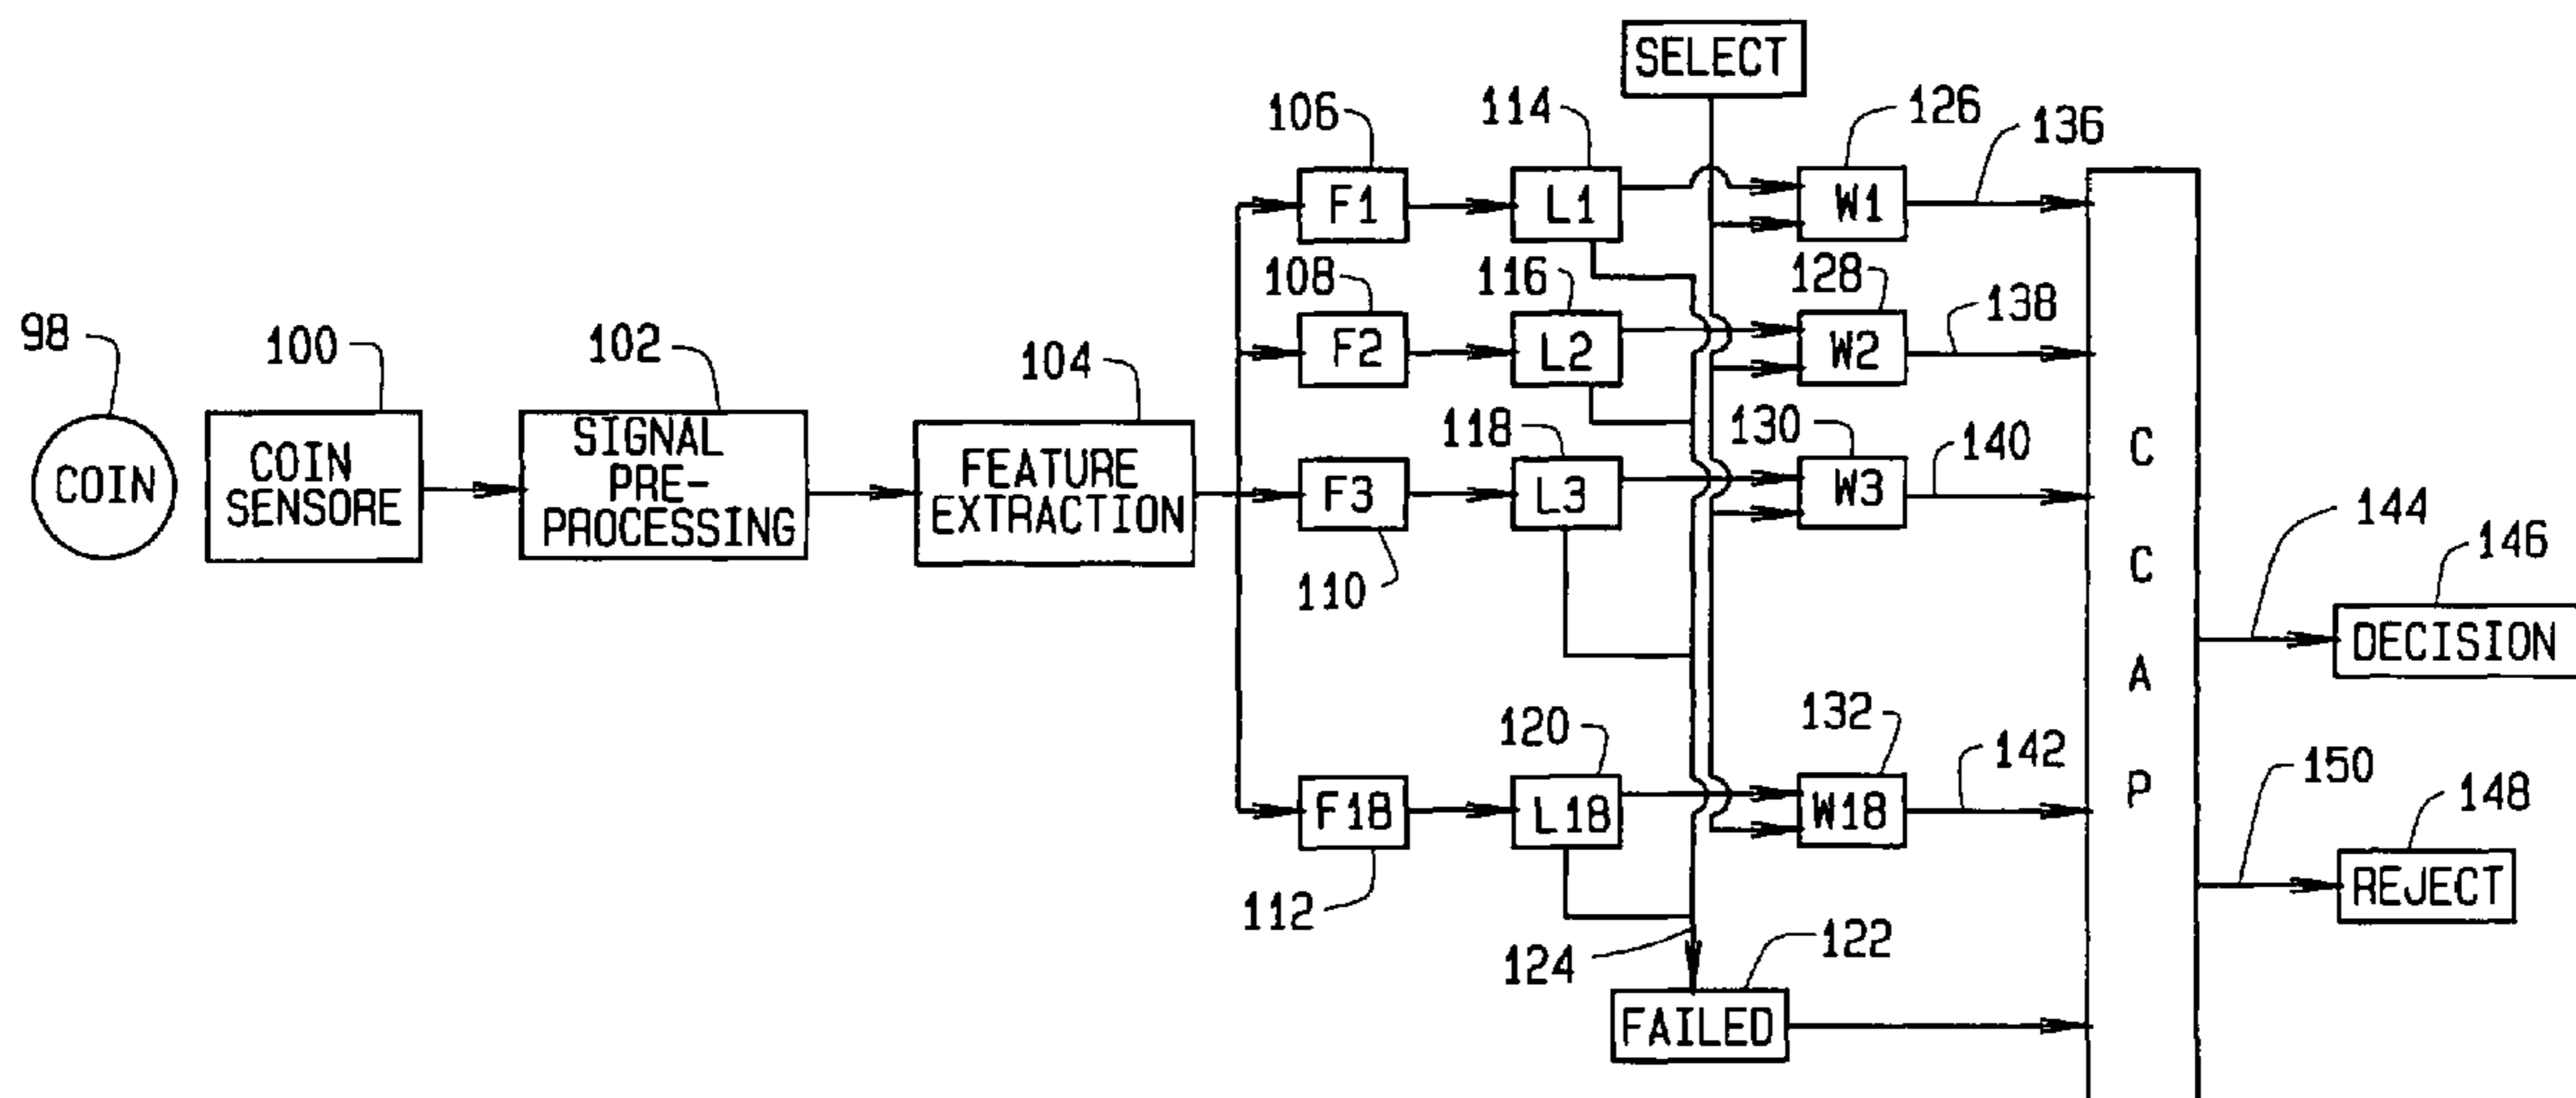 SELECT
106
114
126
136
F1
L1
W1
108
116
128
138
F2
L2
W2
98
100
102
104
118
130
140
COIN
COIN
SENSORE
SIGNAL
PRE-
PROCESSING
FEATURE
EXTRACTION
F3
L3
W3
110
C
C
A
P
144
146
DECISION
120
132
142
150
148
F18
L18
W18
REJECT
112
124
122
FAILED